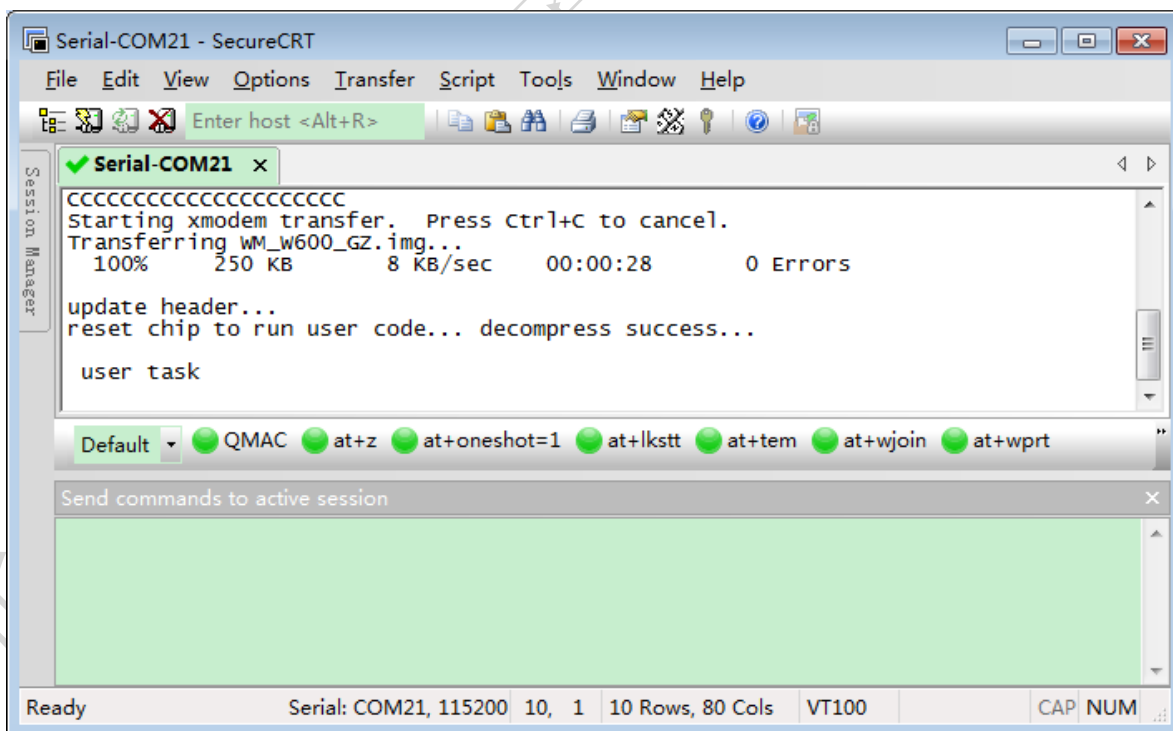 Serial-COM21 - SecureCRT
File Edit View Options Transfer Script Tools Window Help
Enter host <Alt+R>
Session Manager
Serial-COM21 x
CCCCCCCCCCCCCCCCCCCCC
Starting xmodem transfer.  Press Ctrl+C to cancel.
Transferring WM_W600_GZ.img...
100%     250 KB       8 KB/sec    00:00:28       0 Errors
update header...
reset chip to run user code... decompress success...
user task
Default QMAC at+z at+oneshot=1 at+lkstt at+tem at+wjoin at+wprt
Send commands to active session
Ready Serial: COM21, 115200 10, 1 10 Rows, 80 Cols VT100 CAP NUM